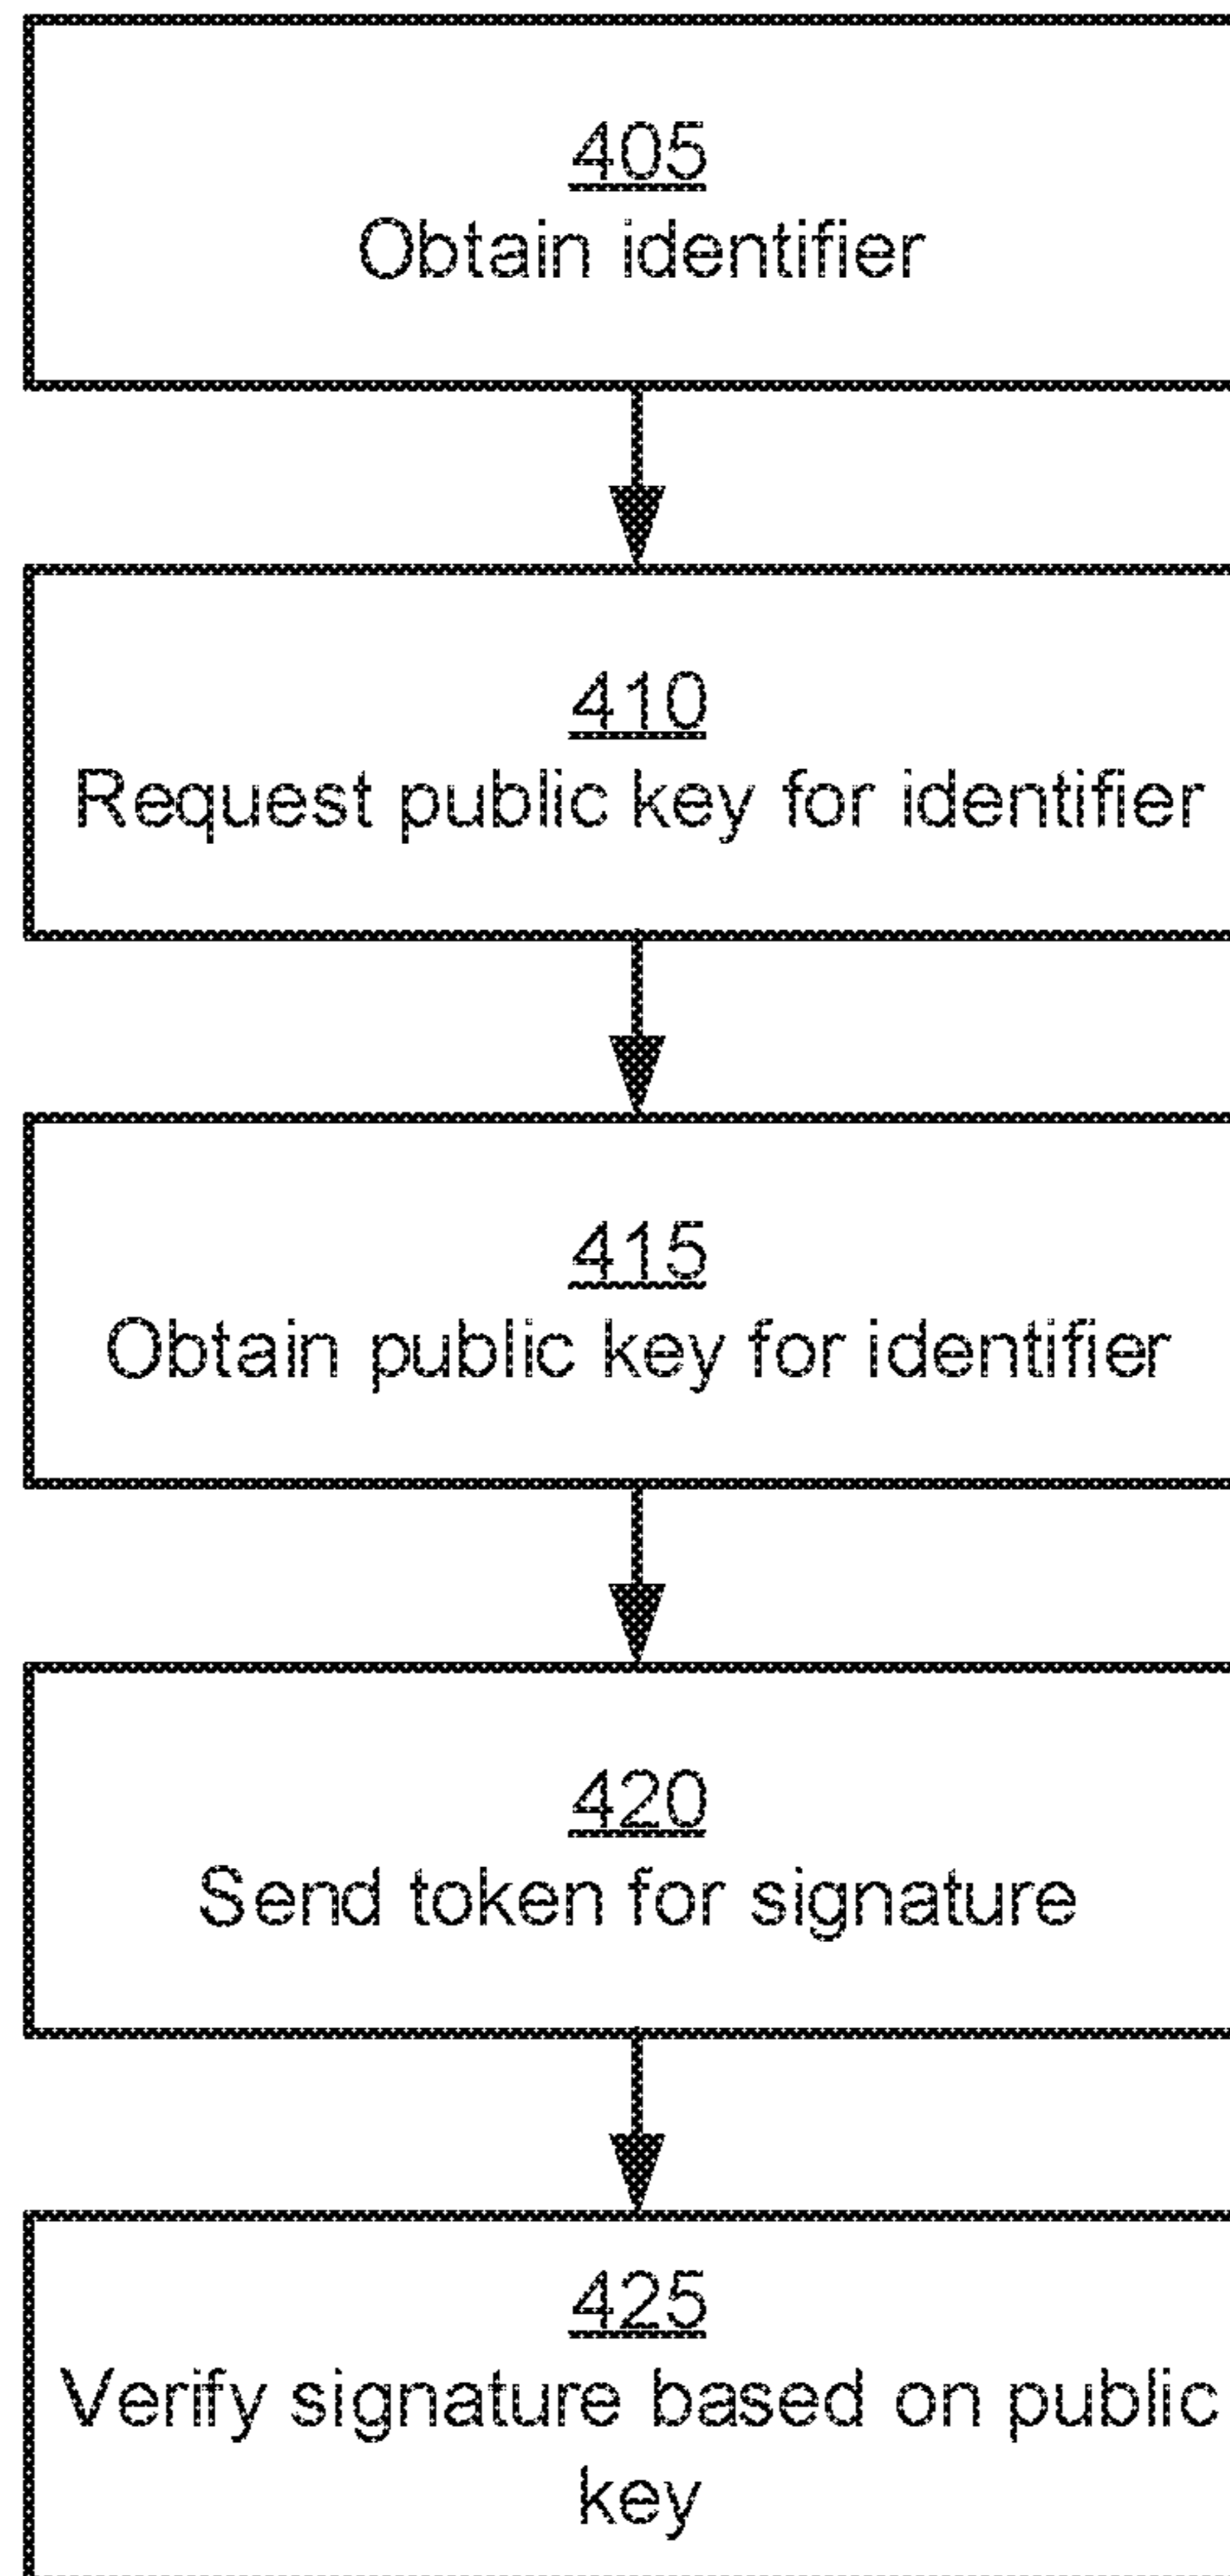 405
Obtain identifier
410
Request public key for identifier
415
Obtain public key for identifier
420
Send token for signature
425
Verify signature based on public
key